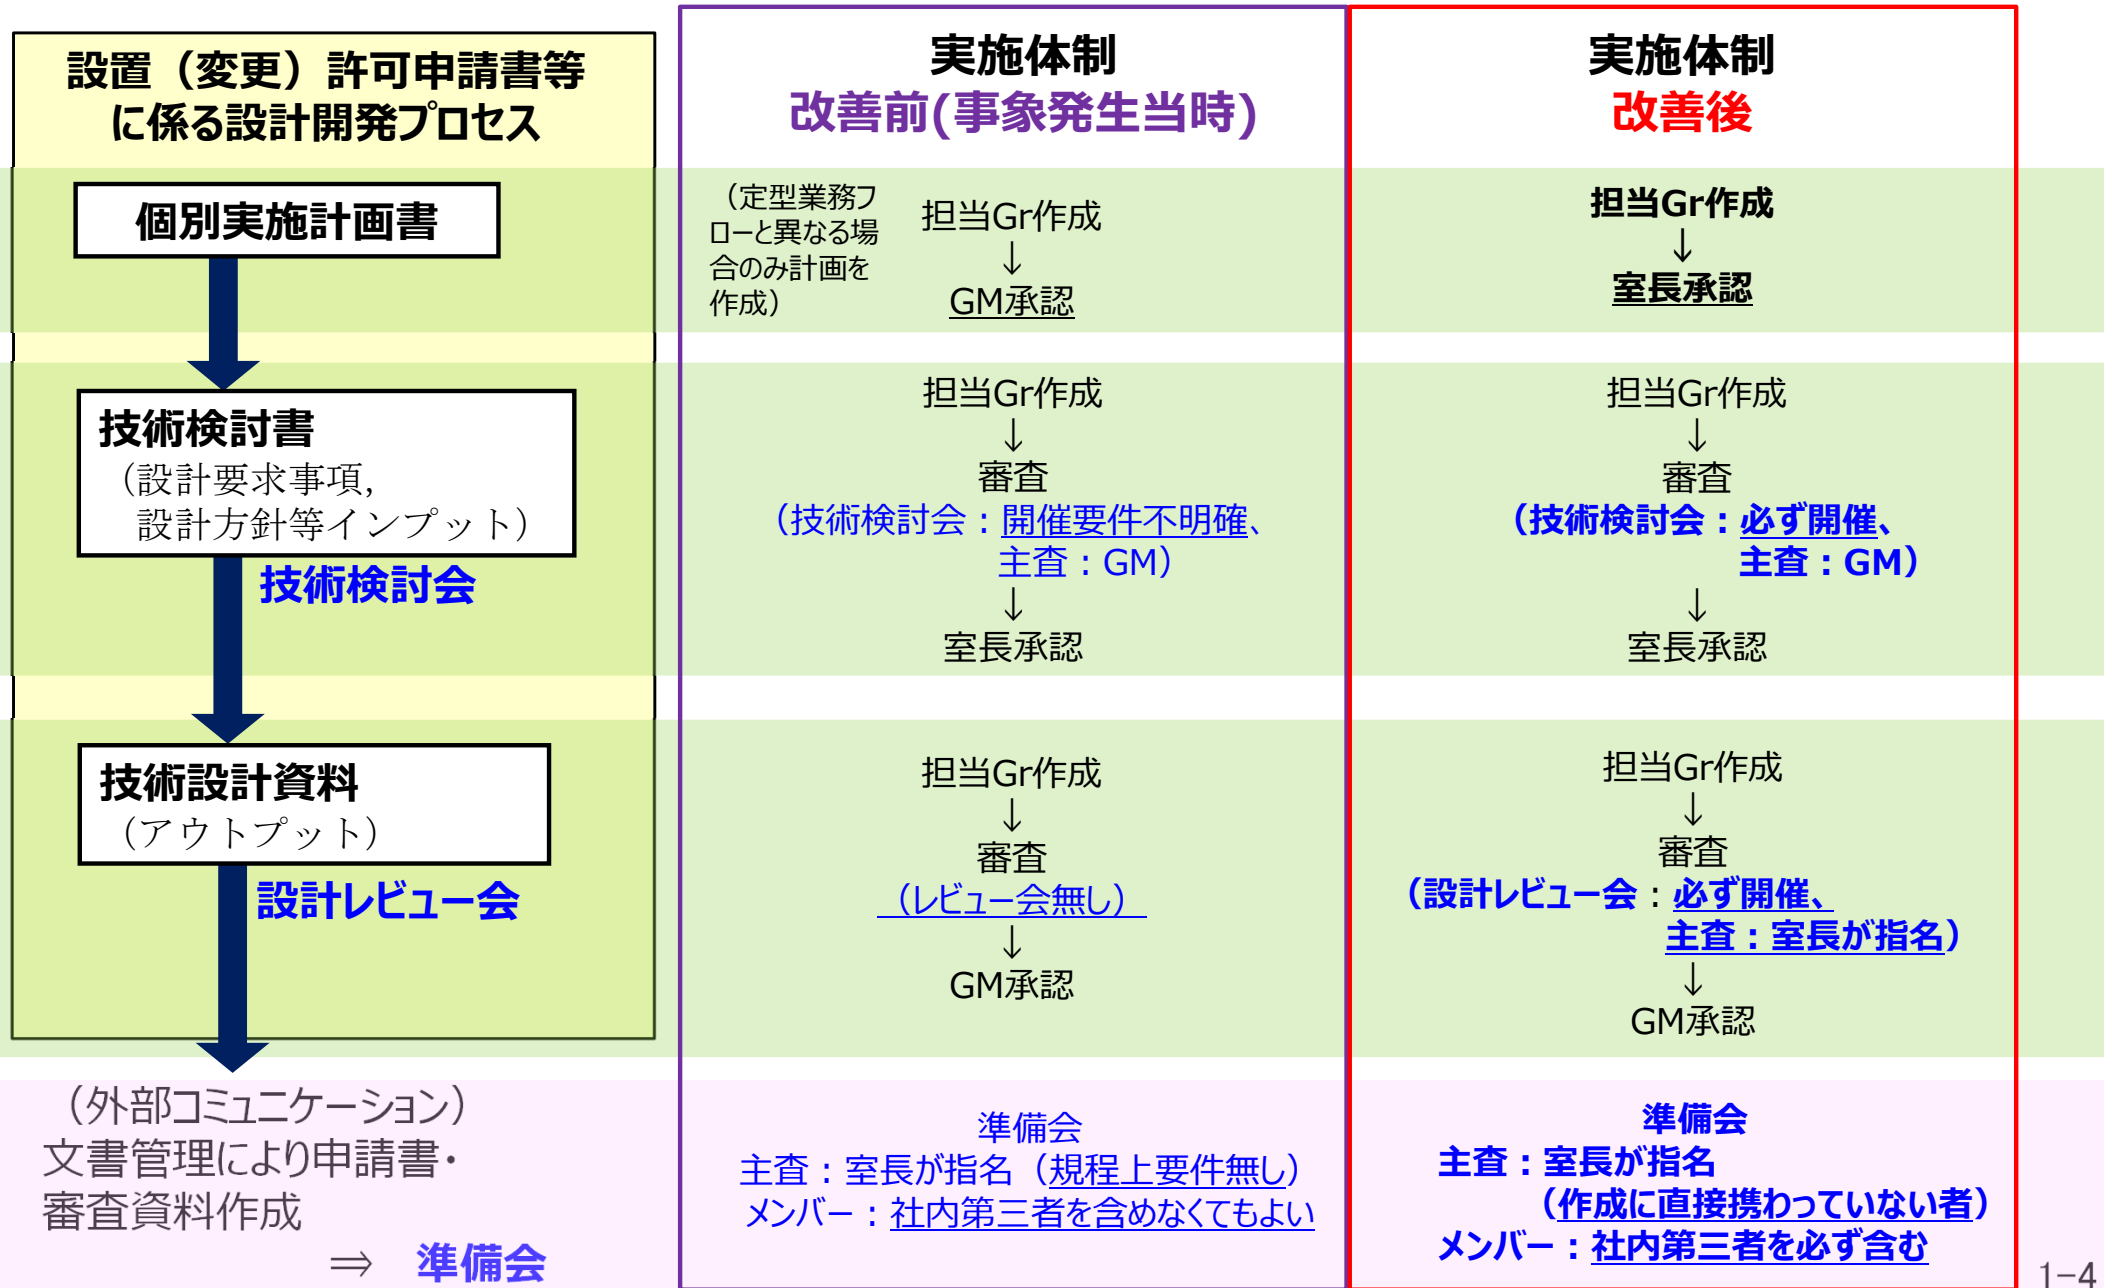 設置（変更）許可申請書等
に係る設計開発プロセス
実施体制
改善前(事象発生当時)
実施体制
改善後
個別実施計画書
（定型業務フ
ローと異なる場
合のみ計画を
作成）
担当Gr作成
↓
GM承認
担当Gr作成
↓
室長承認
技術検討書
（設計要求事項,
設計方針等インプット）
技術検討会
担当Gr作成
↓
審査
（技術検討会：開催要件不明確、
主査：GM）
↓
室長承認
担当Gr作成
↓
審査
（技術検討会：必ず開催、
主査：GM）
↓
室長承認
技術設計資料
（アウトプット）
設計レビュー会
担当Gr作成
↓
審査
（レビュー会無し）
↓
GM承認
担当Gr作成
↓
審査
（設計レビュー会：必ず開催、
主査：室長が指名）
↓
GM承認
（外部コミュニケーション）
文書管理により申請書・
審査資料作成
⇒ 準備会
準備会
主査：室長が指名（規程上要件無し）
メンバー：社内第三者を含めなくてもよい
準備会
主査：室長が指名
（作成に直接携わっていない者）
メンバー：社内第三者を必ず含む
1−4